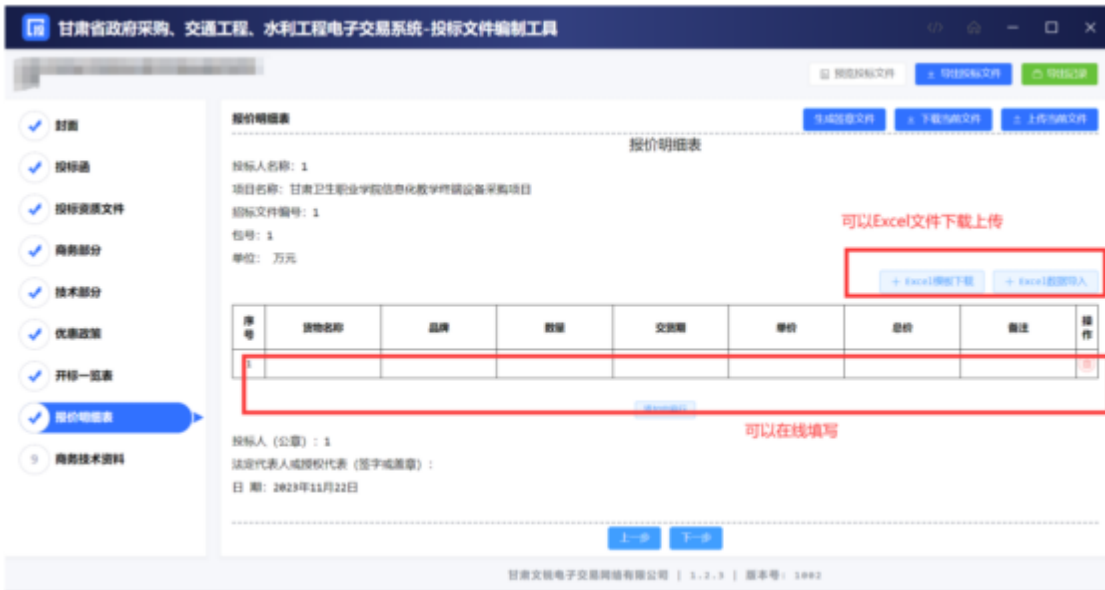 甘肃省政府采购、交通工程、水利工程电子交易系统-投标文件编制工具
预览投标文件 导出投标文件 导出记录
封面
投标函
投标资质文件
商务部分
技术部分
优惠政策
开标一览表
报价明细表
9 商务技术资料
报价明细表 生成签章文件 下载当前文件 上传当前文件
报价明细表
投标人名称: 1
项目名称: 甘肃卫生职业学院信息化教学终端设备采购项目
招标文件编号: 1
包号: 1
单位: 万元
可以Excel文件下载上传
+ Excel模板下载 + Excel数据导入
序号 货物名称 品牌 数量 交货期 单价 总价 备注 操作
1
可以在线填写
投标人（公章）: 1
法定代表人或授权代表（签字或盖章）:
日 期: 2023年11月22日
上一步 下一步
甘肃文锐电子交易网络有限公司 | 1.2.3 | 版本号: 1002